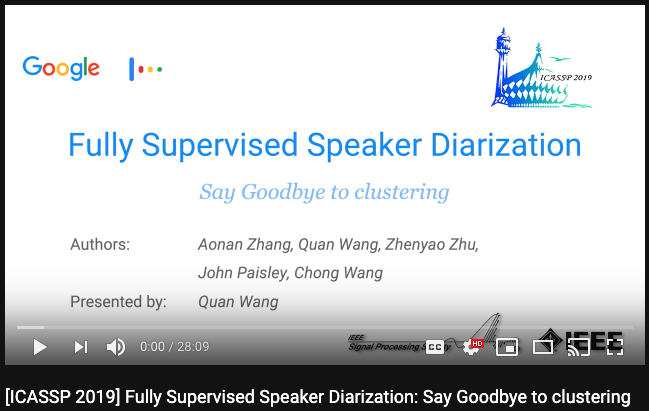 Google
ICASSP 2019
Fully Supervised Speaker Diarization
Say Goodbye to clustering
Authors: Aonan Zhang, Quan Wang, Zhenyao Zhu,
John Paisley, Chong Wang
Presented by: Quan Wang
IEEE
Signal Processing S
IEEE
0:00 / 28:09
CC
HD
[ICASSP 2019] Fully Supervised Speaker Diarization: Say Goodbye to clustering